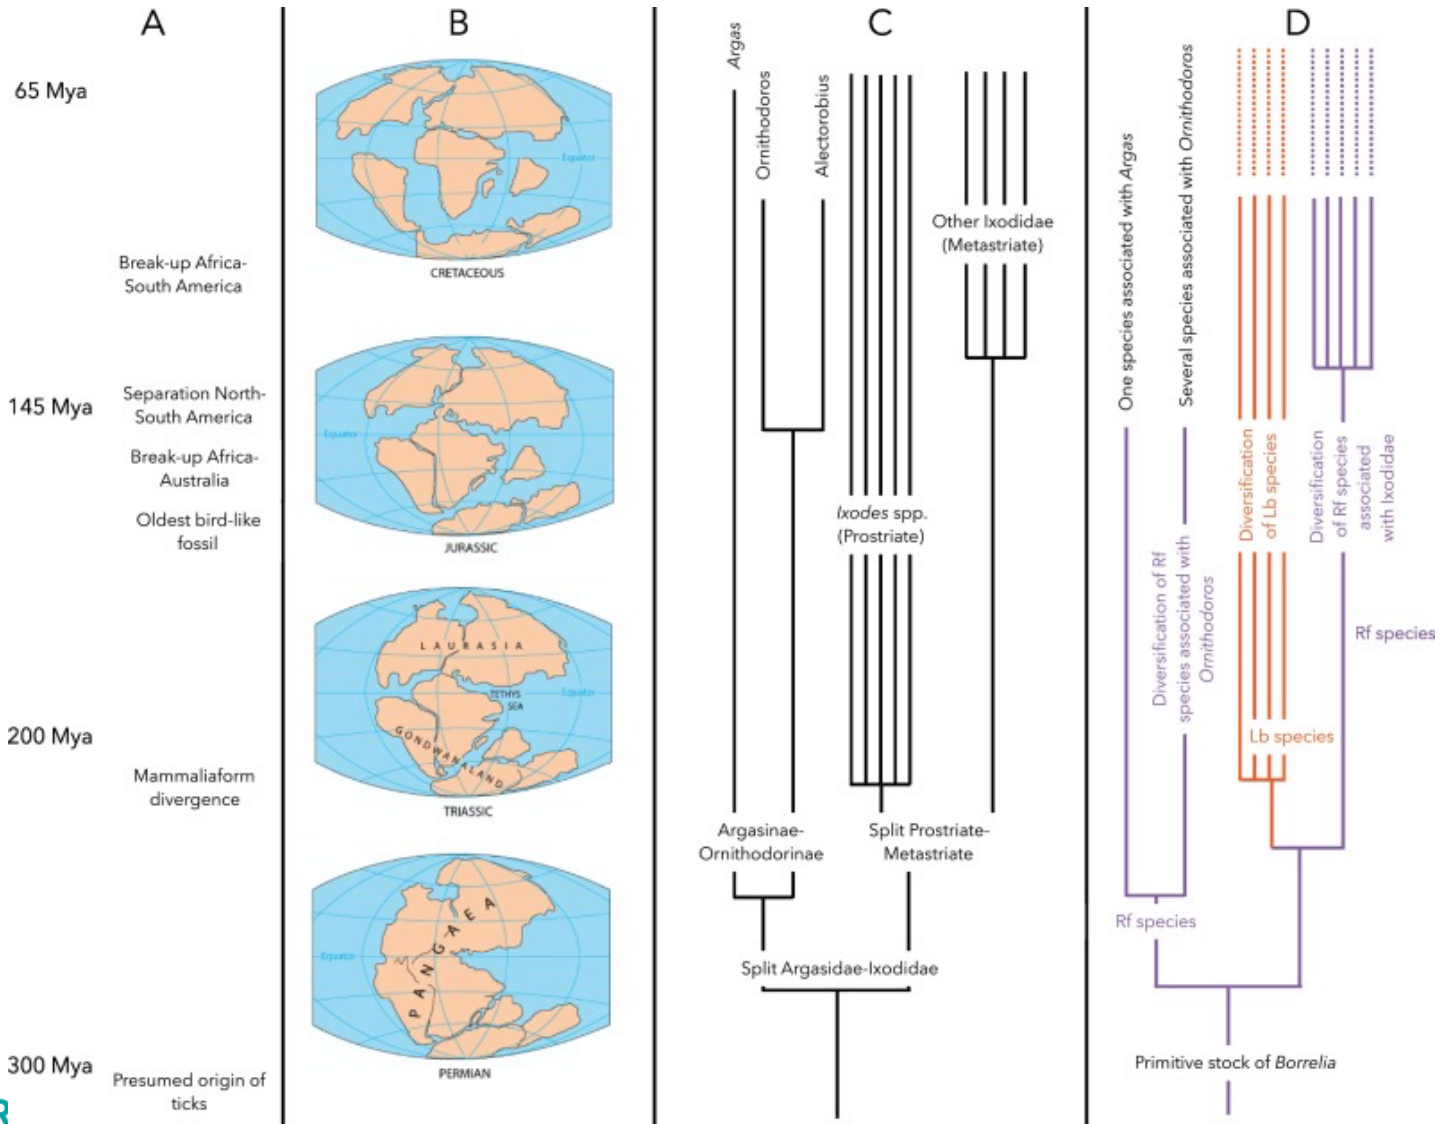 A
65 Mya
Break-up Africa-
South America
145 Mya
Separation North-
South America
Break-up Africa-
Australia
Oldest bird-like
fossil
200 Mya
Mammaliaform
divergence
300 Mya
Presumed origin of
ticks
R
B
Equator
CRETACEOUS
Equator
JURASSIC
LAURASIA
TETHYS
SEA
Equator
GONDWANALAND
TRIASSIC
PANGAEA
Equator
PERMIAN
C
Argas
Ornithodoros
Alectorobius
Other Ixodidae
(Metastriate)
Ixodes spp.
(Prostriate)
Argasinae-
Ornithodorinae
Split Prostriate-
Metastriate
Split Argasidae-Ixodidae
D
One species associated with Argas
Several species associated with Ornithodoros
Diversification of Rf
species associated with
Ornithodoros
Diversification
of Lb species
Diversification
of Rf species
associated
with Ixodidae
Rf species
Lb species
Rf species
Primitive stock of Borrelia